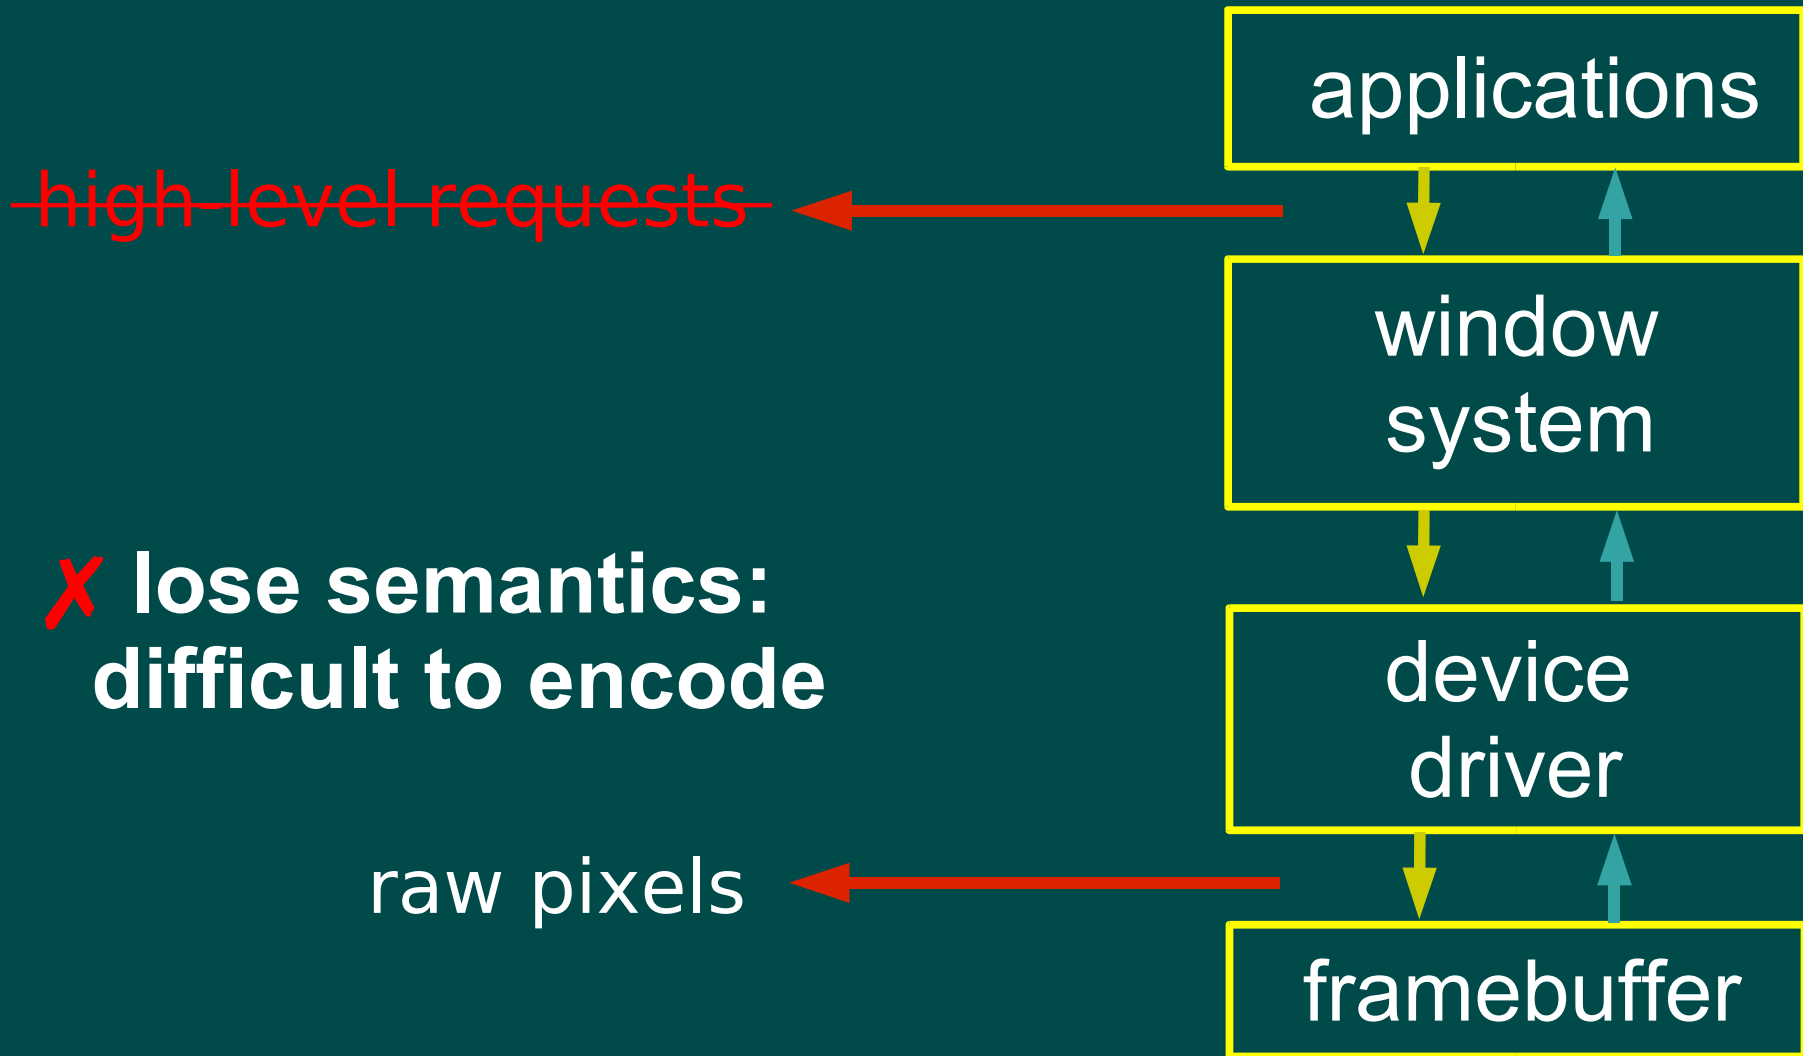 applications
high-level requests
window
system
✗ lose semantics:
difficult to encode
device
driver
raw pixels
framebuffer